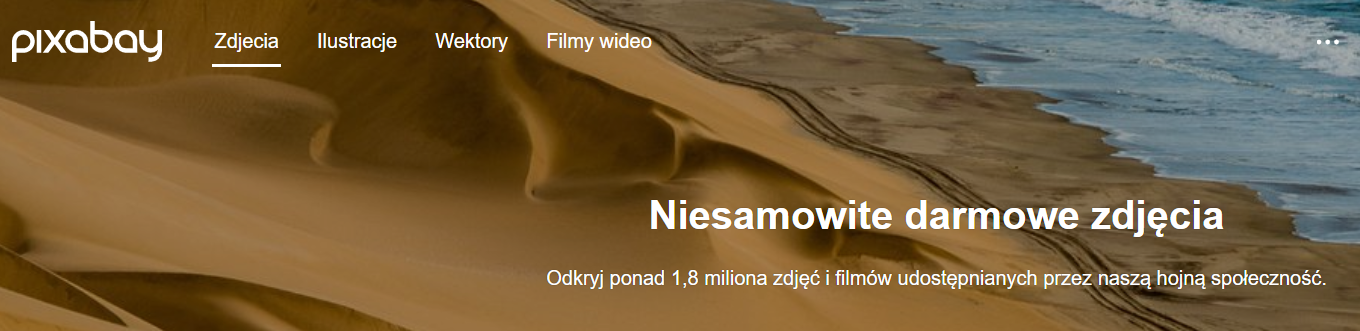 pixabay Zdjecia Ilustracje Wektory Filmy wideo
Niesamowite darmowe zdjęcia
Odkryj ponad 1,8 miliona zdjęć i filmów udostępnianych przez naszą hojną społeczność.